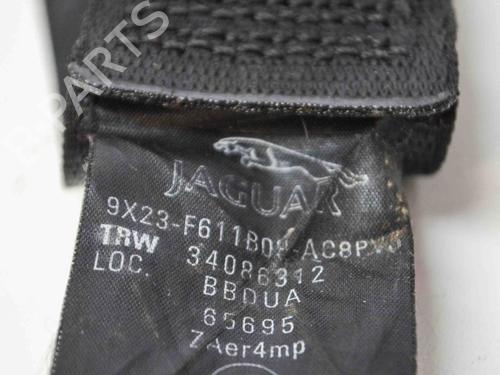 JAGUAR
9X23-F611B08-AC8PVJ
TRW 34086312
LOC. BBDUA
65695
ZAer4mp
B-PARTS